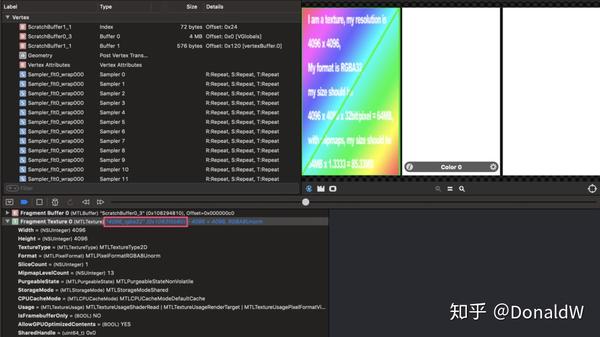 Label Type Size Details
Vertex
ScratchBuffer1_1 Index 72 bytes Offset: 0x24
ScratchBuffer0_3 Buffer 0 4 MB Offset: 0x0 [VGlobals]
ScratchBuffer1_1 Buffer 1 576 bytes Offset: 0x120 [vertexBuffer.0]
Geometry Post Vertex Trans...
Vertex Attributes Vertex Attributes
Sampler_flt0_wrap000 Sampler 0 R:Repeat, S:Repeat, T:Repeat
Sampler_flt0_wrap000 Sampler 1 R:Repeat, S:Repeat, T:Repeat
Sampler_flt0_wrap000 Sampler 2 R:Repeat, S:Repeat, T:Repeat
Sampler_flt0_wrap000 Sampler 3 R:Repeat, S:Repeat, T:Repeat
Sampler_flt0_wrap000 Sampler 4 R:Repeat, S:Repeat, T:Repeat
Sampler_flt0_wrap000 Sampler 5 R:Repeat, S:Repeat, T:Repeat
Sampler_flt0_wrap000 Sampler 6 R:Repeat, S:Repeat, T:Repeat
Sampler_flt0_wrap000 Sampler 7 R:Repeat, S:Repeat, T:Repeat
Sampler_flt0_wrap000 Sampler 8 R:Repeat, S:Repeat, T:Repeat
Sampler_flt0_wrap000 Sampler 9 R:Repeat, S:Repeat, T:Repeat
Sampler_flt0_wrap000 Sampler 10 R:Repeat, S:Repeat, T:Repeat
Sampler_flt0_wrap000 Sampler 11 R:Repeat, S:Repeat, T:Repeat
Filter
I am a texture, my resolution is
4096 x 4096,
My format is RGBA32
my size should be
4096 x 4096 x 32bit/pixel = 64MB,
with mipmaps, my size should be
64MB x 1.3333 = 85.33MB
Color 0
Fragment Buffer 0 (MTLBuffer) "ScratchBuffer0_3" (0x108294810), Offset=0x000000c0
Fragment Texture 0 (MTLTexture) "4096_rgba32" 4096 x 4096, RGBA8Unorm
Width = (NSUInteger) 4096
Height = (NSUInteger) 4096
TextureType = (MTLTextureType) MTLTextureType2D
Format = (MTLPixelFormat) MTLPixelFormatRGBA8Unorm
SliceCount = (NSUInteger) 1
MipmapLevelCount = (NSUInteger) 13
PurgeableState = (MTLPurgeableState) MTLPurgeableStateNonVolatile
StorageMode = (MTLStorageMode) MTLStorageModeShared
CPUCacheMode = (MTLCPUCacheMode) MTLCPUCacheModeDefaultCache
Usage = (MTLTextureUsage) MTLTextureUsageShaderRead | MTLTextureUsageRenderTarget | MTLTextureUsagePixelFormatVi...
IsFramebufferOnly = (BOOL) NO
AllowGPUOptimizedContents = (BOOL) YES
SharedHandle = (uint64_t) 0x0
知乎 @DonaldW